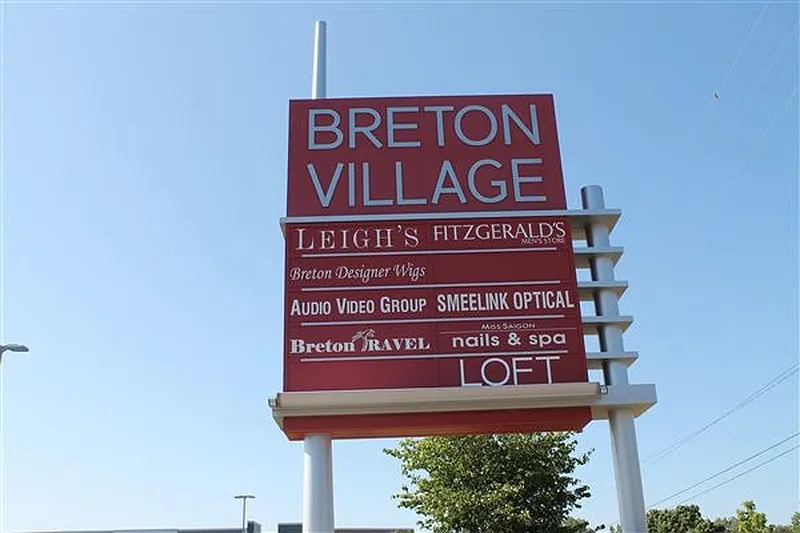 BRETON
VILLAGE
LEIGH'S FITZGERALD'S
MEN'S STORE
Breton Designer Wigs
AUDIO VIDEO GROUP SMEELINK OPTICAL
MISS SAIGON
Breton TRAVEL nails & spa
LOFT